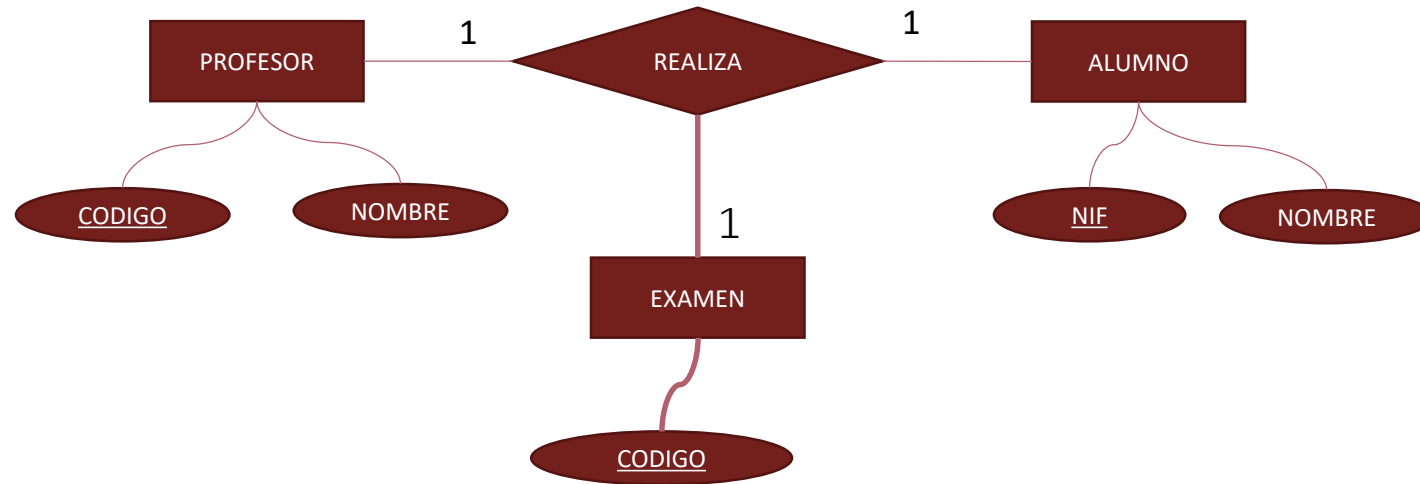 1
1
PROFESOR
REALIZA
ALUMNO
CODIGO
NOMBRE
NIF
NOMBRE
1
EXAMEN
CODIGO